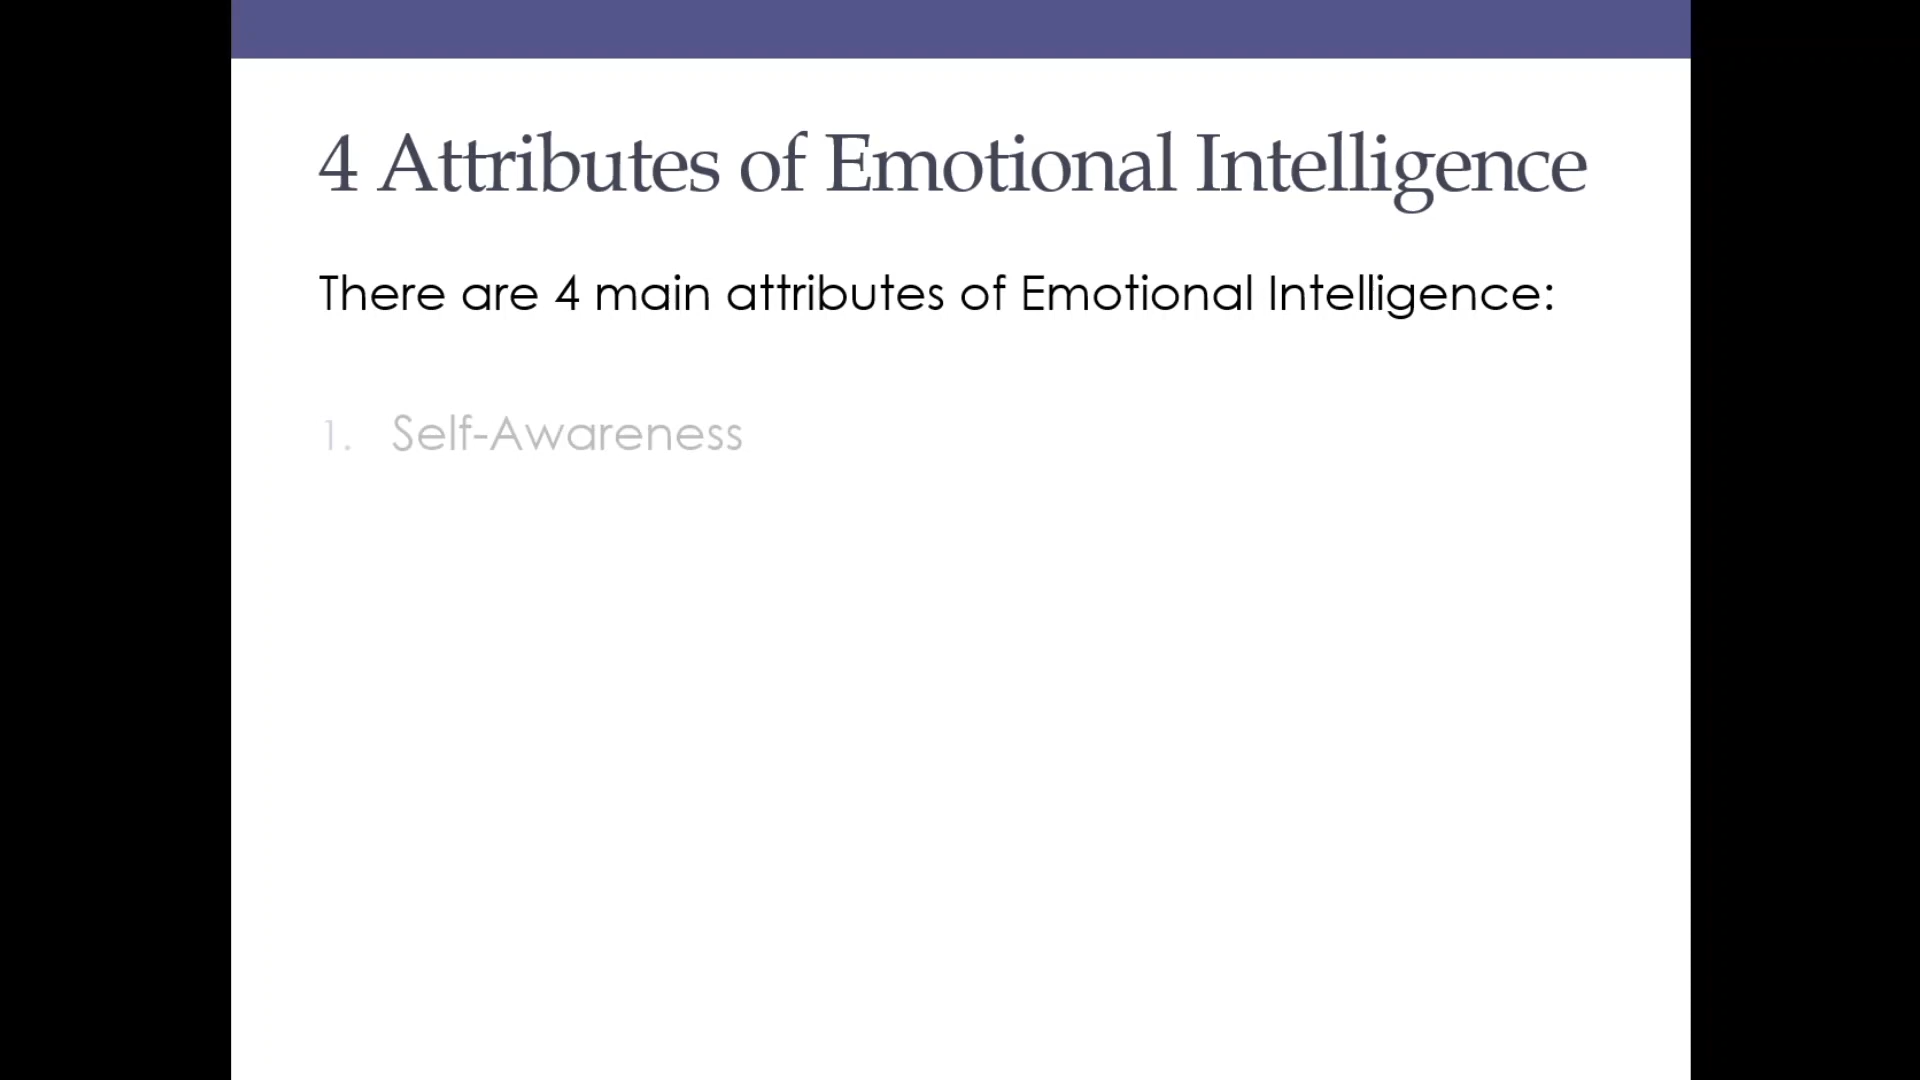 4 Attributes of Emotional Intelligence
There are 4 main attributes of Emotional Intelligence:
1. Self-Awareness